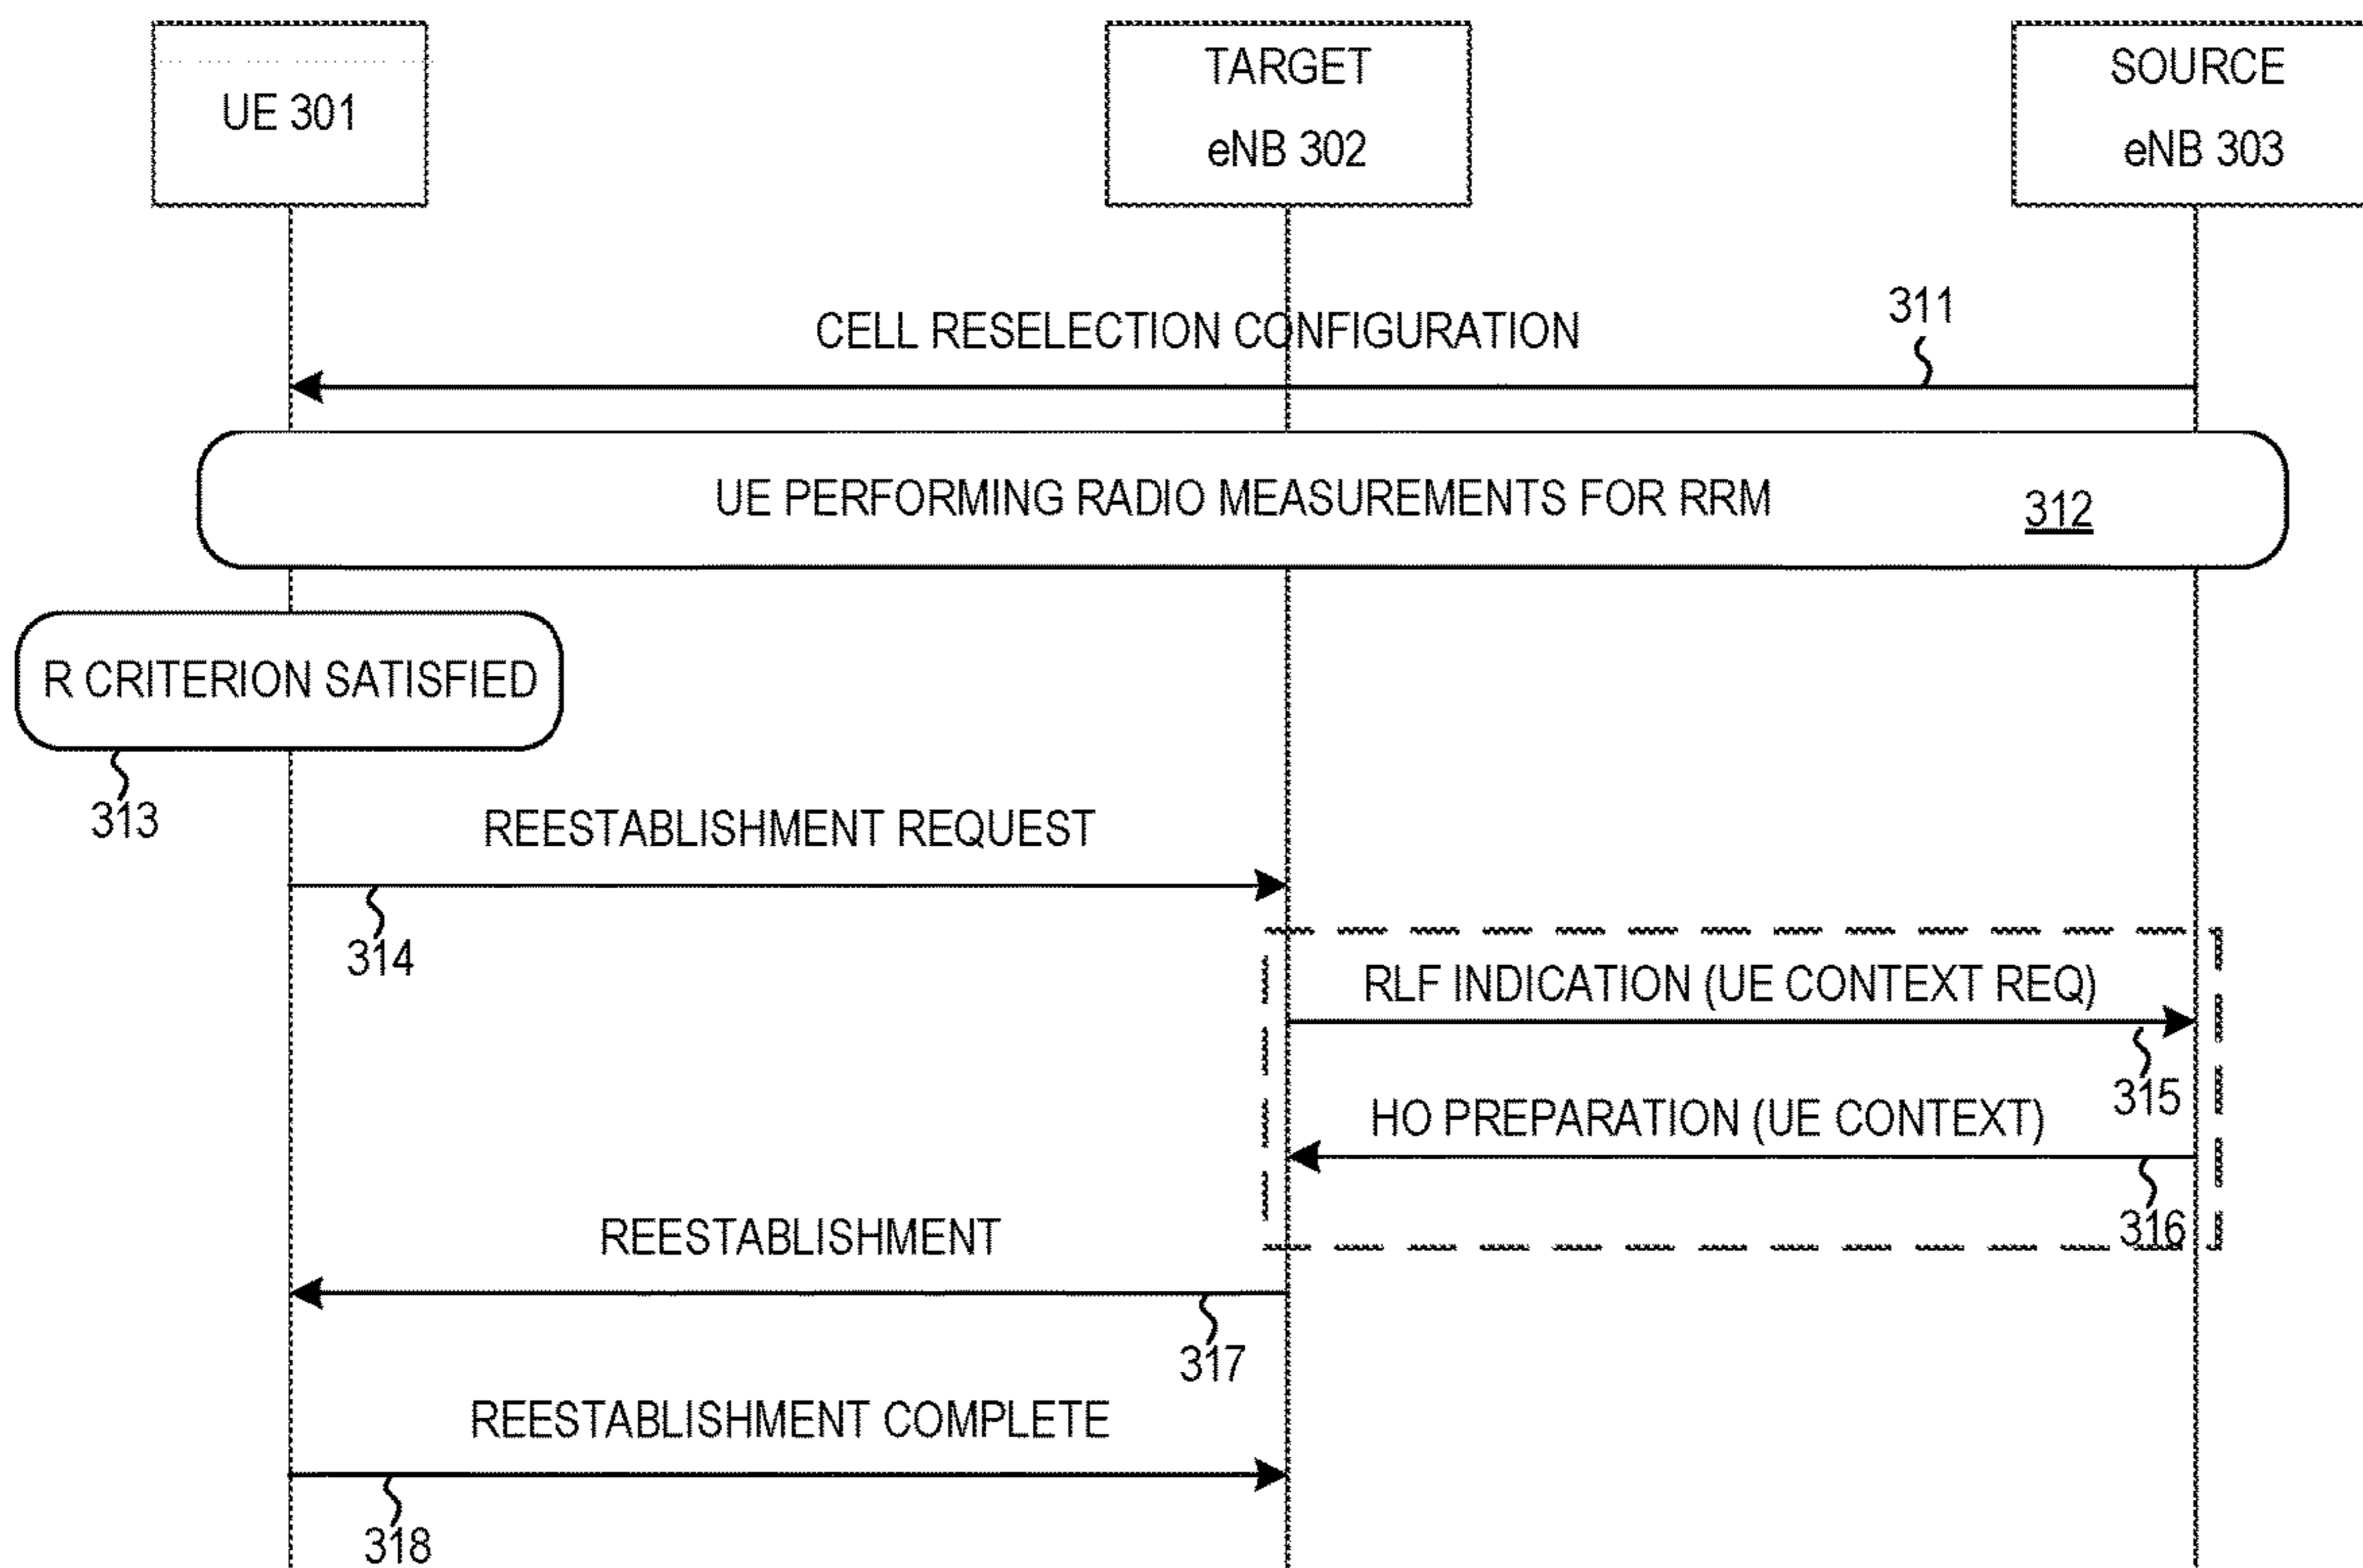 UE 301
TARGET
eNB 302
SOURCE
eNB 303
311
CELL RESELECTION CONFIGURATION
UE PERFORMING RADIO MEASUREMENTS FOR RRM
312
R CRITERION SATISFIED
313
REESTABLISHMENT REQUEST
314
RLF INDICATION (UE CONTEXT REQ)
315
HO PREPARATION (UE CONTEXT)
316
REESTABLISHMENT
317
REESTABLISHMENT COMPLETE
318